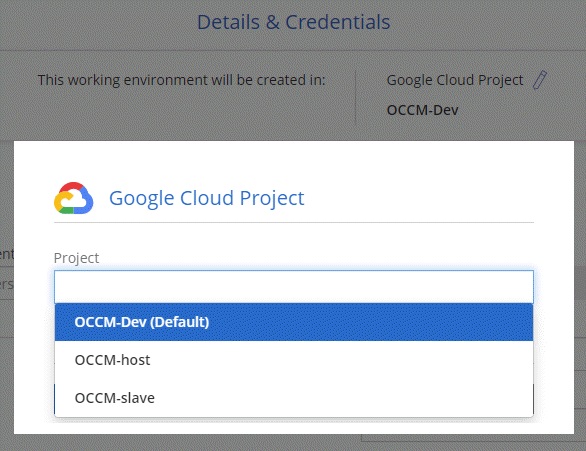 Details & Credentials
This working environment will be created in:
Google Cloud Project
OCCM-Dev
Google Cloud Project
Project
OCCM-Dev (Default)
OCCM-host
OCCM-slave